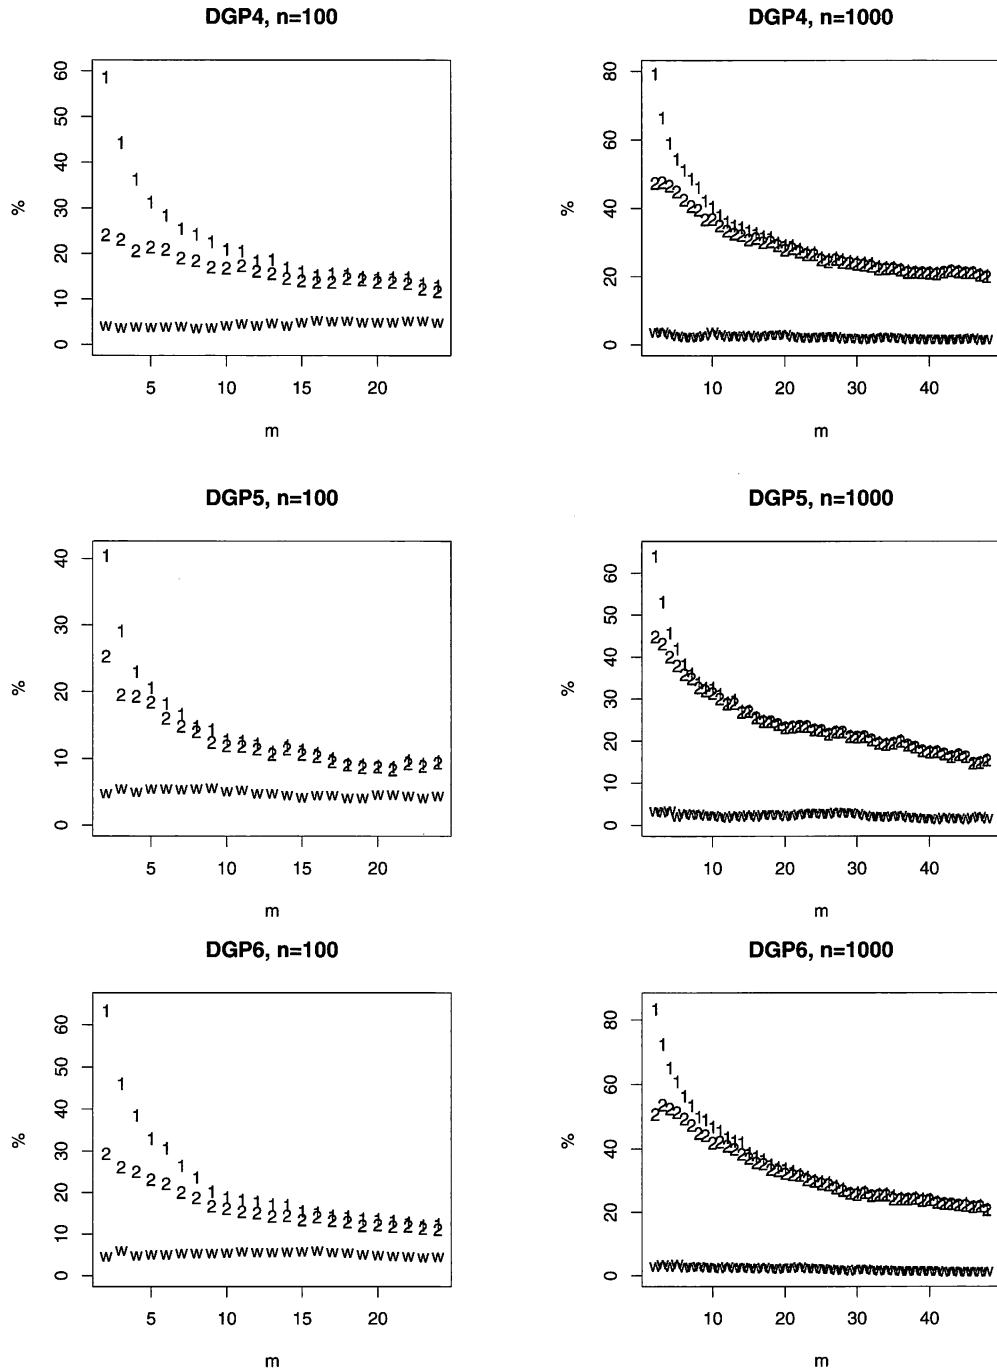 DGP4, n=100
DGP4, n=1000
%
0 10 20 30 40 50 60
5 10 15 20
m
%
0 20 40 60 80
10 20 30 40
m
DGP5, n=100
DGP5, n=1000
%
0 10 20 30 40
5 10 15 20
m
%
0 10 20 30 40 50 60
10 20 30 40
m
DGP6, n=100
DGP6, n=1000
%
0 10 20 30 40 50 60
5 10 15 20
m
%
0 20 40 60 80
10 20 30 40
m